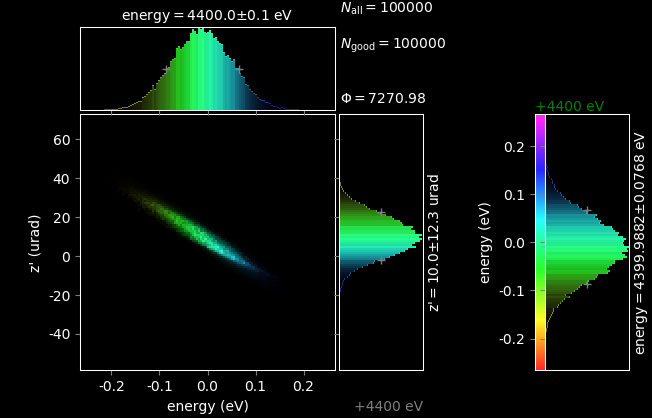 energy = 4400.0±0.1 eV
N_all = 100000
N_good = 100000
Φ = 7270.98
+4400 eV
60
40
20
0
-20
-40
z' (urad)
-0.2
-0.1
0.0
0.1
0.2
energy (eV)
+4400 eV
z' = 10.0±12.3 urad
energy (eV)
0.2
0.1
0.0
-0.1
-0.2
energy = 4399.9882±0.0768 eV